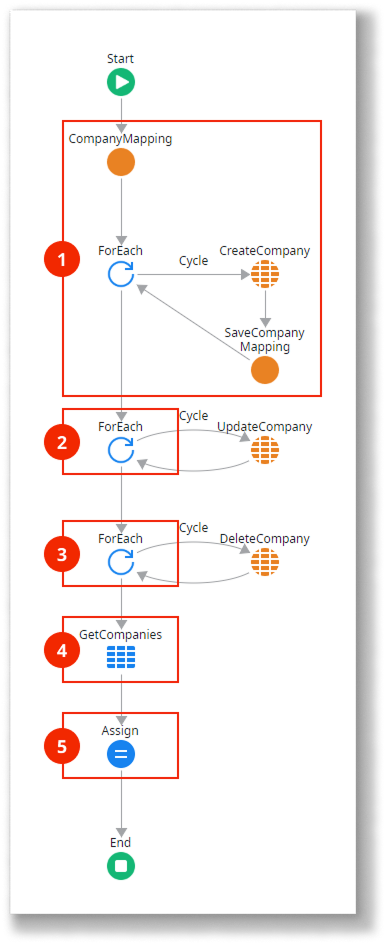 Start
CompanyMapping
1
ForEach
Cycle
CreateCompany
SaveCompany
Mapping
2
ForEach
Cycle
UpdateCompany
3
ForEach
Cycle
DeleteCompany
4
GetCompanies
5
Assign
End